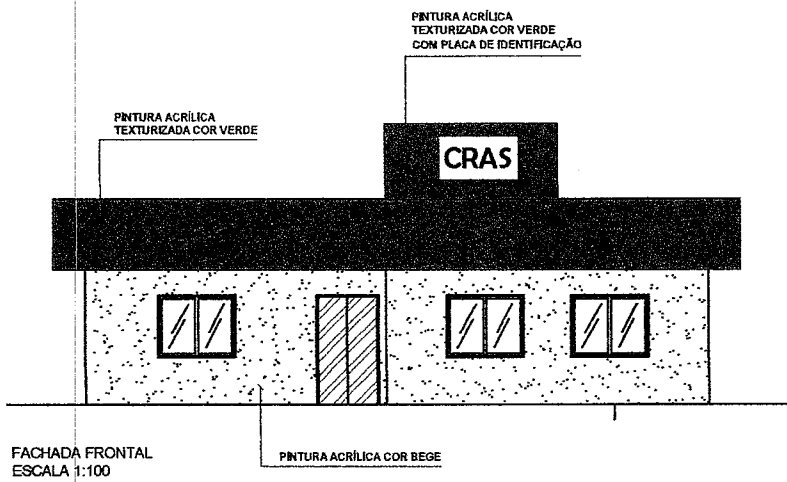 PINTURA ACRÍLICA
TEXTURIZADA COR VERDE
COM PLACA DE IDENTIFICAÇÃO
PINTURA ACRÍLICA
TEXTURIZADA COR VERDE
CRAS
PINTURA ACRÍLICA COR BEGE
FACHADA FRONTAL
ESCALA 1:100